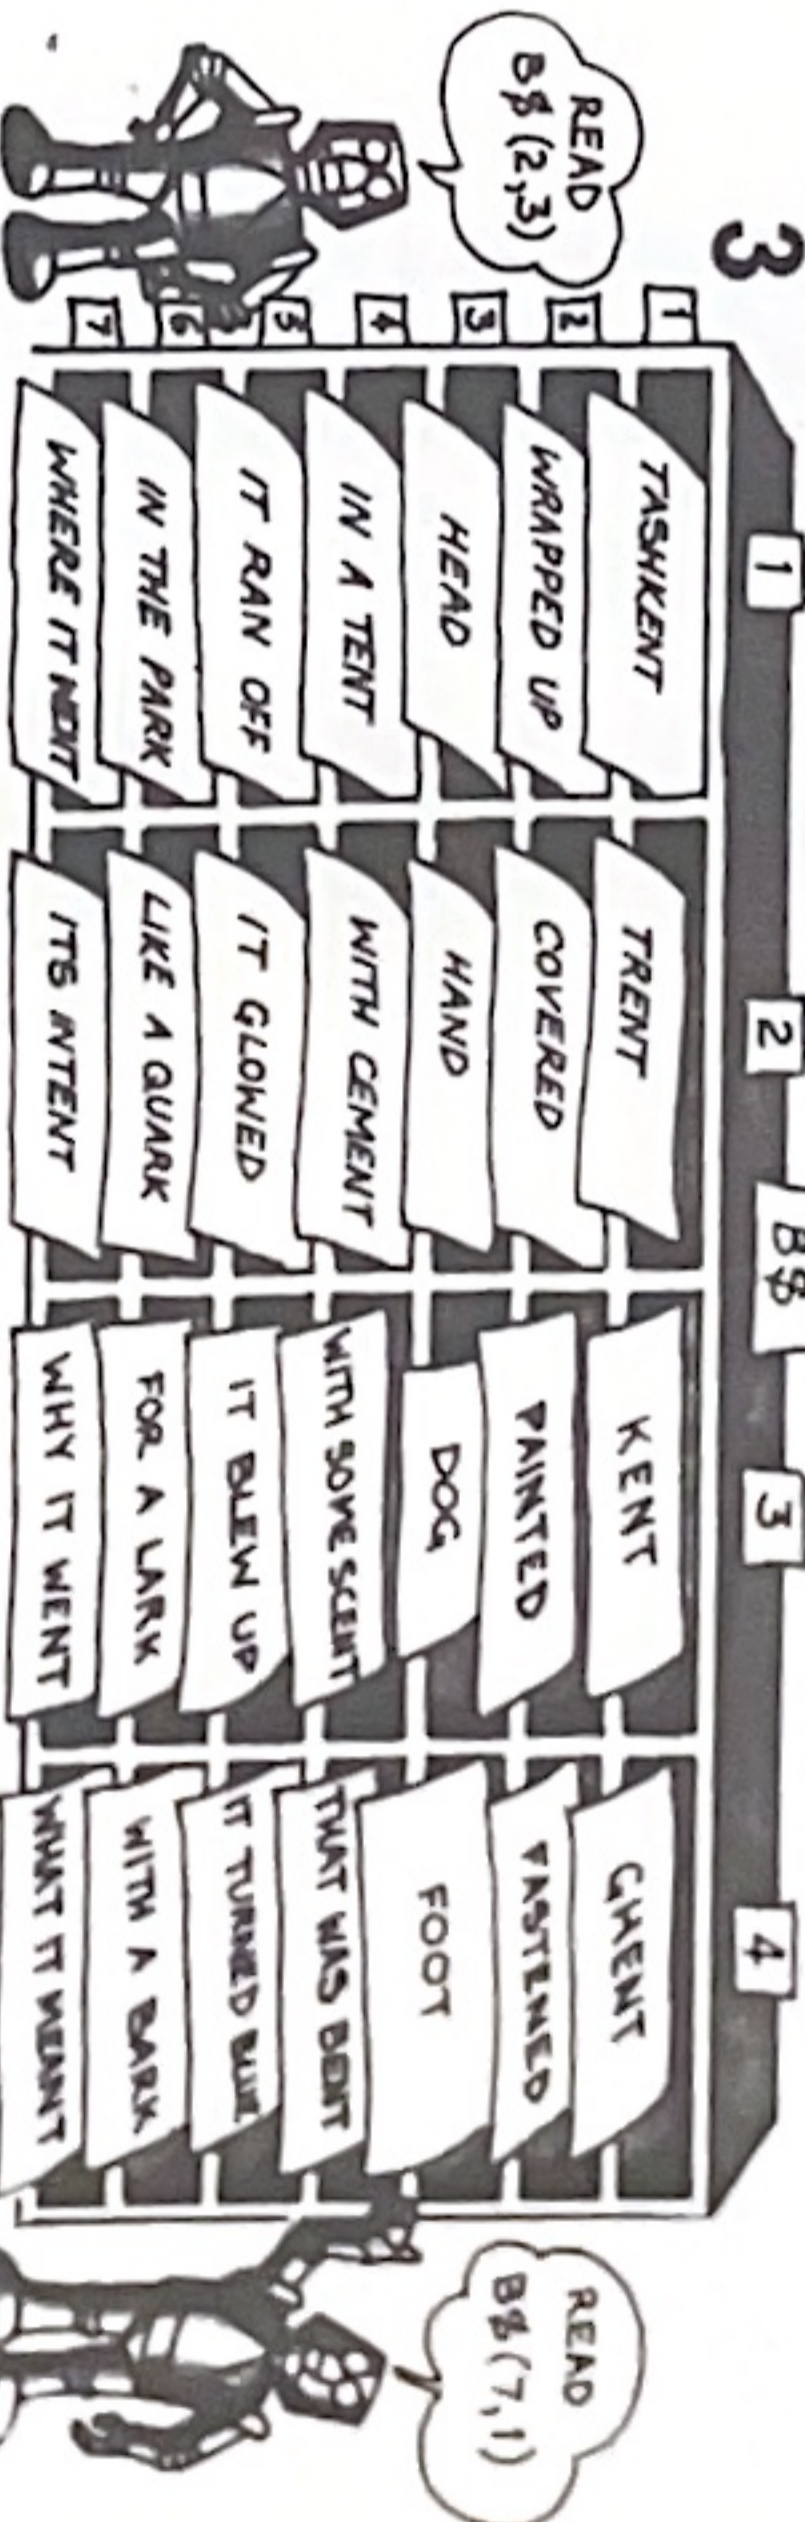 3
READ
B$(2,3)
B$
1 2 3 4
1 TASHKENT TRENT KENT GHENT
2 WRAPPED UP COVERED PAINTED FASTENED
3 HEAD HAND DOG FOOT
4 IN A TENT WITH CEMENT WITH SOME SCENT THAT WAS BENT
5 IT RAN OFF IT GLOWED IT BLEW UP IT TURNED BLUE
6 IN THE PARK LIKE A QUARK FOR A LARK WITH A BARK
7 WHERE IT WENT ITS INTENT WHY IT WENT WHAT IT MEANT
READ
B$(7,1)